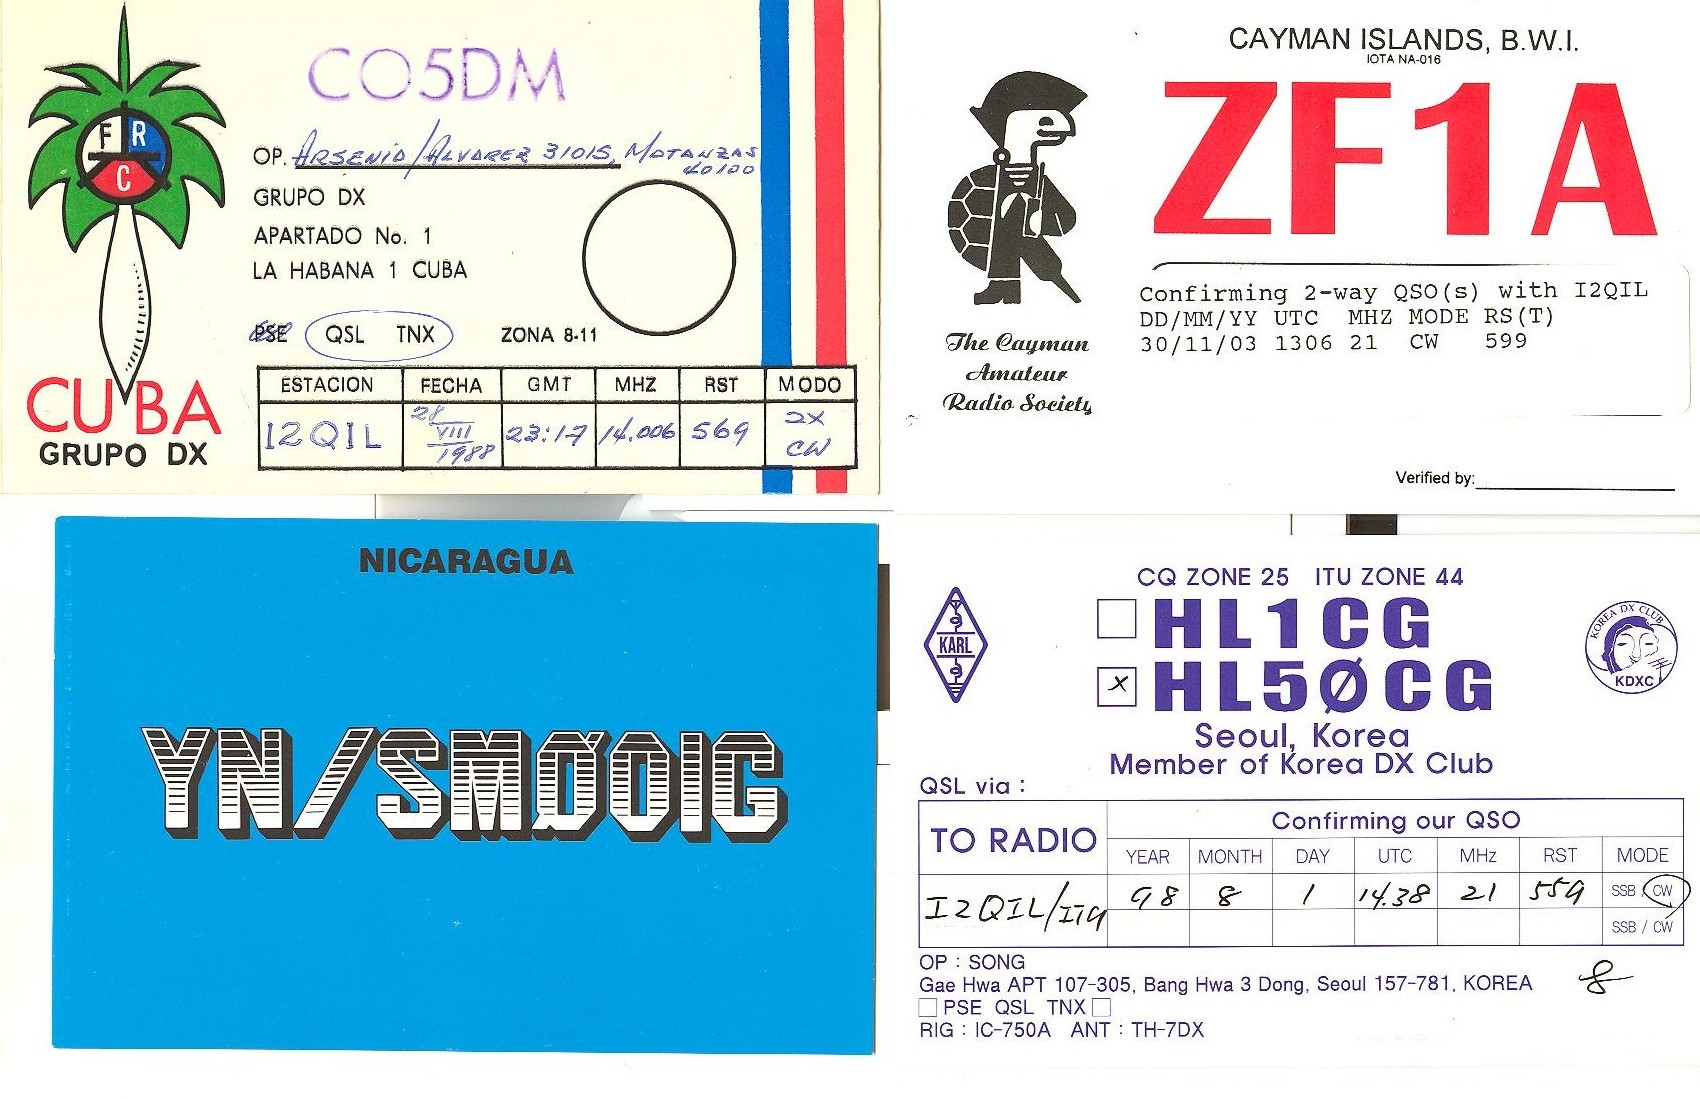 CO5DM
F R
C
OP. ARSENIO/ALVAREZ 31015, MATANZAS
40100
GRUPO DX
APARTADO No. 1
LA HABANA 1 CUBA
PSE QSL TNX ZONA 8-11
CUBA
GRUPO DX
ESTACION FECHA GMT MHZ RST MODO
I2QIL 28 VIII 1988 23:17 14.006 569 2X CW
CAYMAN ISLANDS, B.W.I.
IOTA NA-016
ZF1A
The Cayman
Amateur
Radio Society
Confirming 2-way QSO(s) with I2QIL
DD/MM/YY UTC MHZ MODE RS(T)
30/11/03 1306 21 CW 599
Verified by:
NICARAGUA
YN/SMØOIG
CQ ZONE 25 ITU ZONE 44
HL1CG
X HL5ØCG
KARL
KOREA DX CLUB
KDXC
Seoul, Korea
Member of Korea DX Club
QSL via :
TO RADIO Confirming our QSO
YEAR MONTH DAY UTC MHz RST MODE
I2QIL/IT9 98 8 1 14.38 21 559 SSB / CW
SSB / CW
OP : SONG
Gae Hwa APT 107-305, Bang Hwa 3 Dong, Seoul 157-781, KOREA
PSE QSL TNX
RIG : IC-750A ANT : TH-7DX